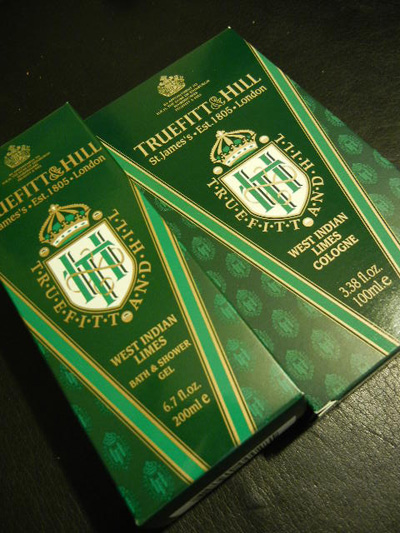 TRUEFITT & HILL
St. James's • Est. 1805 • London
TRUEFITT AND HILL
WEST INDIAN
LIMES
COLOGNE
3.38 fl.oz.
100ml e
TRUEFITT & HILL
James's • Est. 1805 • London
TRUEFITT AND HILL
WEST INDIAN
LIMES
BATH & SHOWER
GEL
6.7 fl.oz.
200ml e